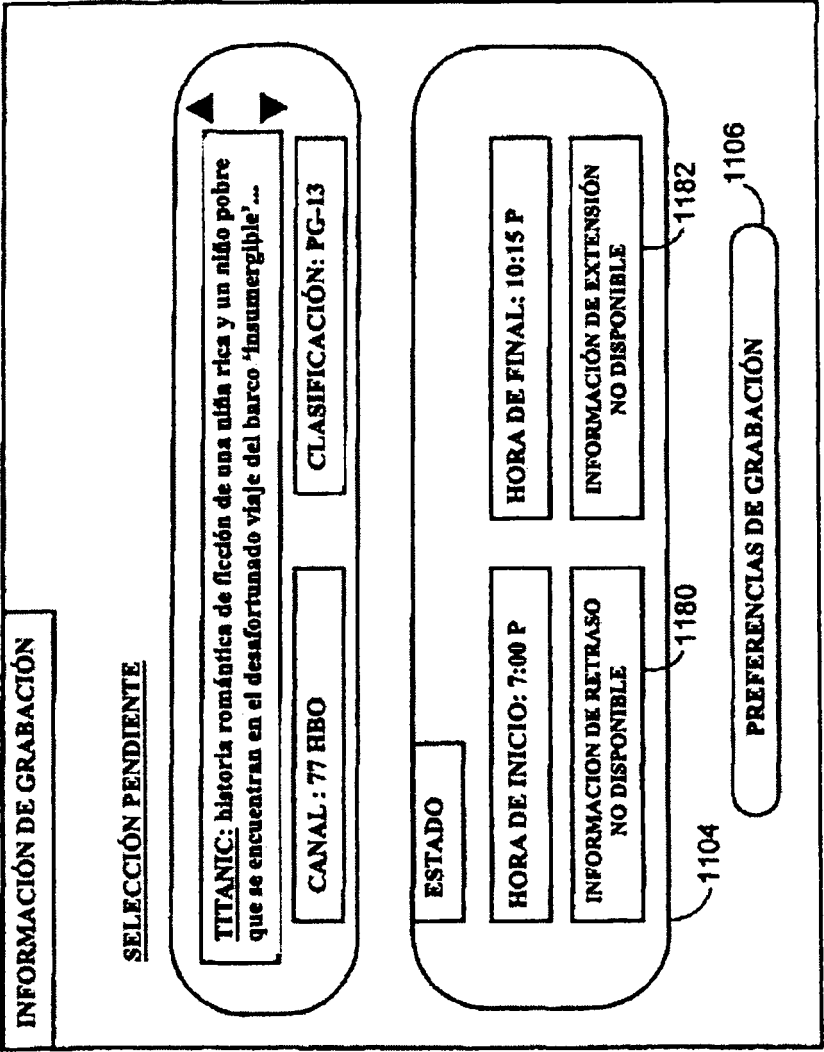 INFORMACIÓN DE GRABACIÓN
SELECCIÓN PENDIENTE
TITANIC: historia romántica de ficción de una niña rica y un niño pobre
que se encuentran en el desafortunado viaje del barco 'insumergible'...
CANAL : 77 HBO
CLASIFICACIÓN: PG-13
ESTADO
HORA DE INICIO: 7:00 P
HORA DE FINAL: 10:15 P
INFORMACION DE RETRASO
NO DISPONIBLE
INFORMACIÓN DE EXTENSIÓN
NO DISPONIBLE
1104
1180
1182
PREFERENCIAS DE GRABACIÓN
1106